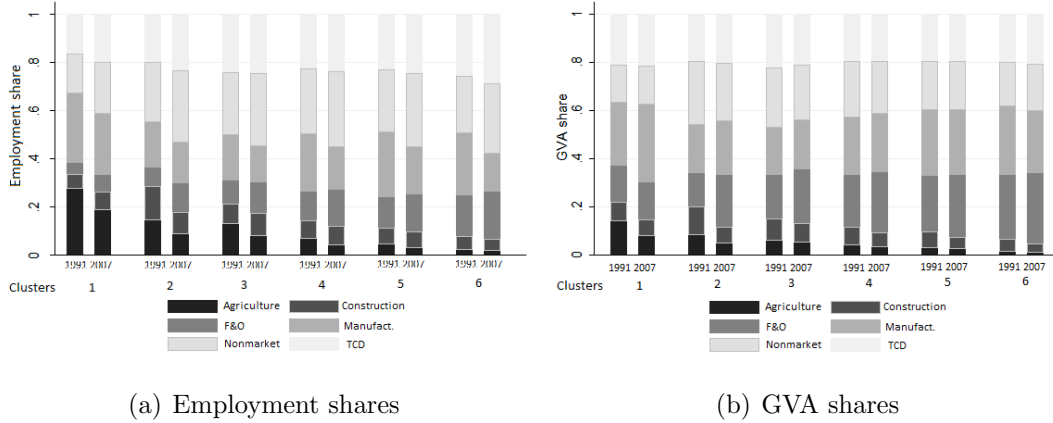 1
.8
.6
.4
.2
0
Employment share
1991 2007 1991 2007 1991 2007 1991 2007 1991 2007 1991 2007
Clusters 1 2 3 4 5 6
Agriculture Construction
F&O Manufact.
Nonmarket TCD
(a) Employment shares
1
.8
.6
.4
.2
0
GVA share
1991 2007 1991 2007 1991 2007 1991 2007 1991 2007 1991 2007
Clusters 1 2 3 4 5 6
Agriculture Construction
F&O Manufact.
Nonmarket TCD
(b) GVA shares